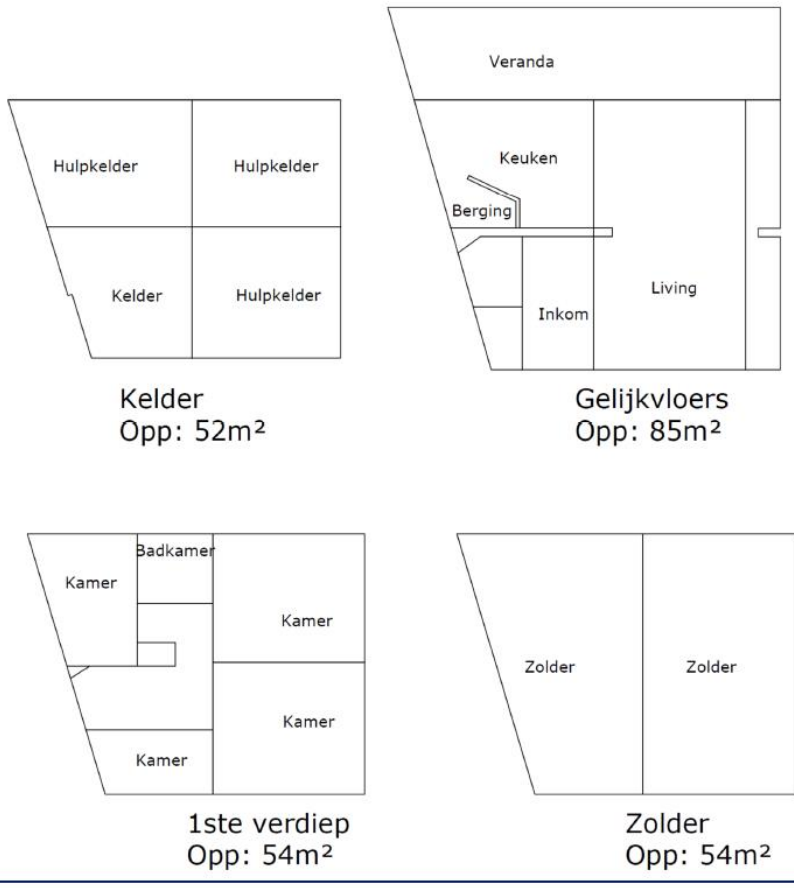 Hulpkelder
Hulpkelder
Kelder
Hulpkelder
Kelder
Opp: 52m²
Veranda
Keuken
Berging
Living
Inkom
Gelijkvloers
Opp: 85m²
Badkamer
Kamer
Kamer
Kamer
Kamer
1ste verdiep
Opp: 54m²
Zolder
Zolder
Zolder
Opp: 54m²